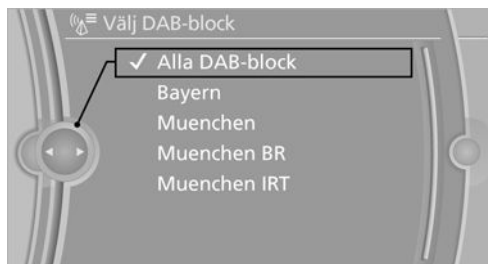 Välj DAB-block
✓ Alla DAB-block
Bayern
Muenchen
Muenchen BR
Muenchen IRT